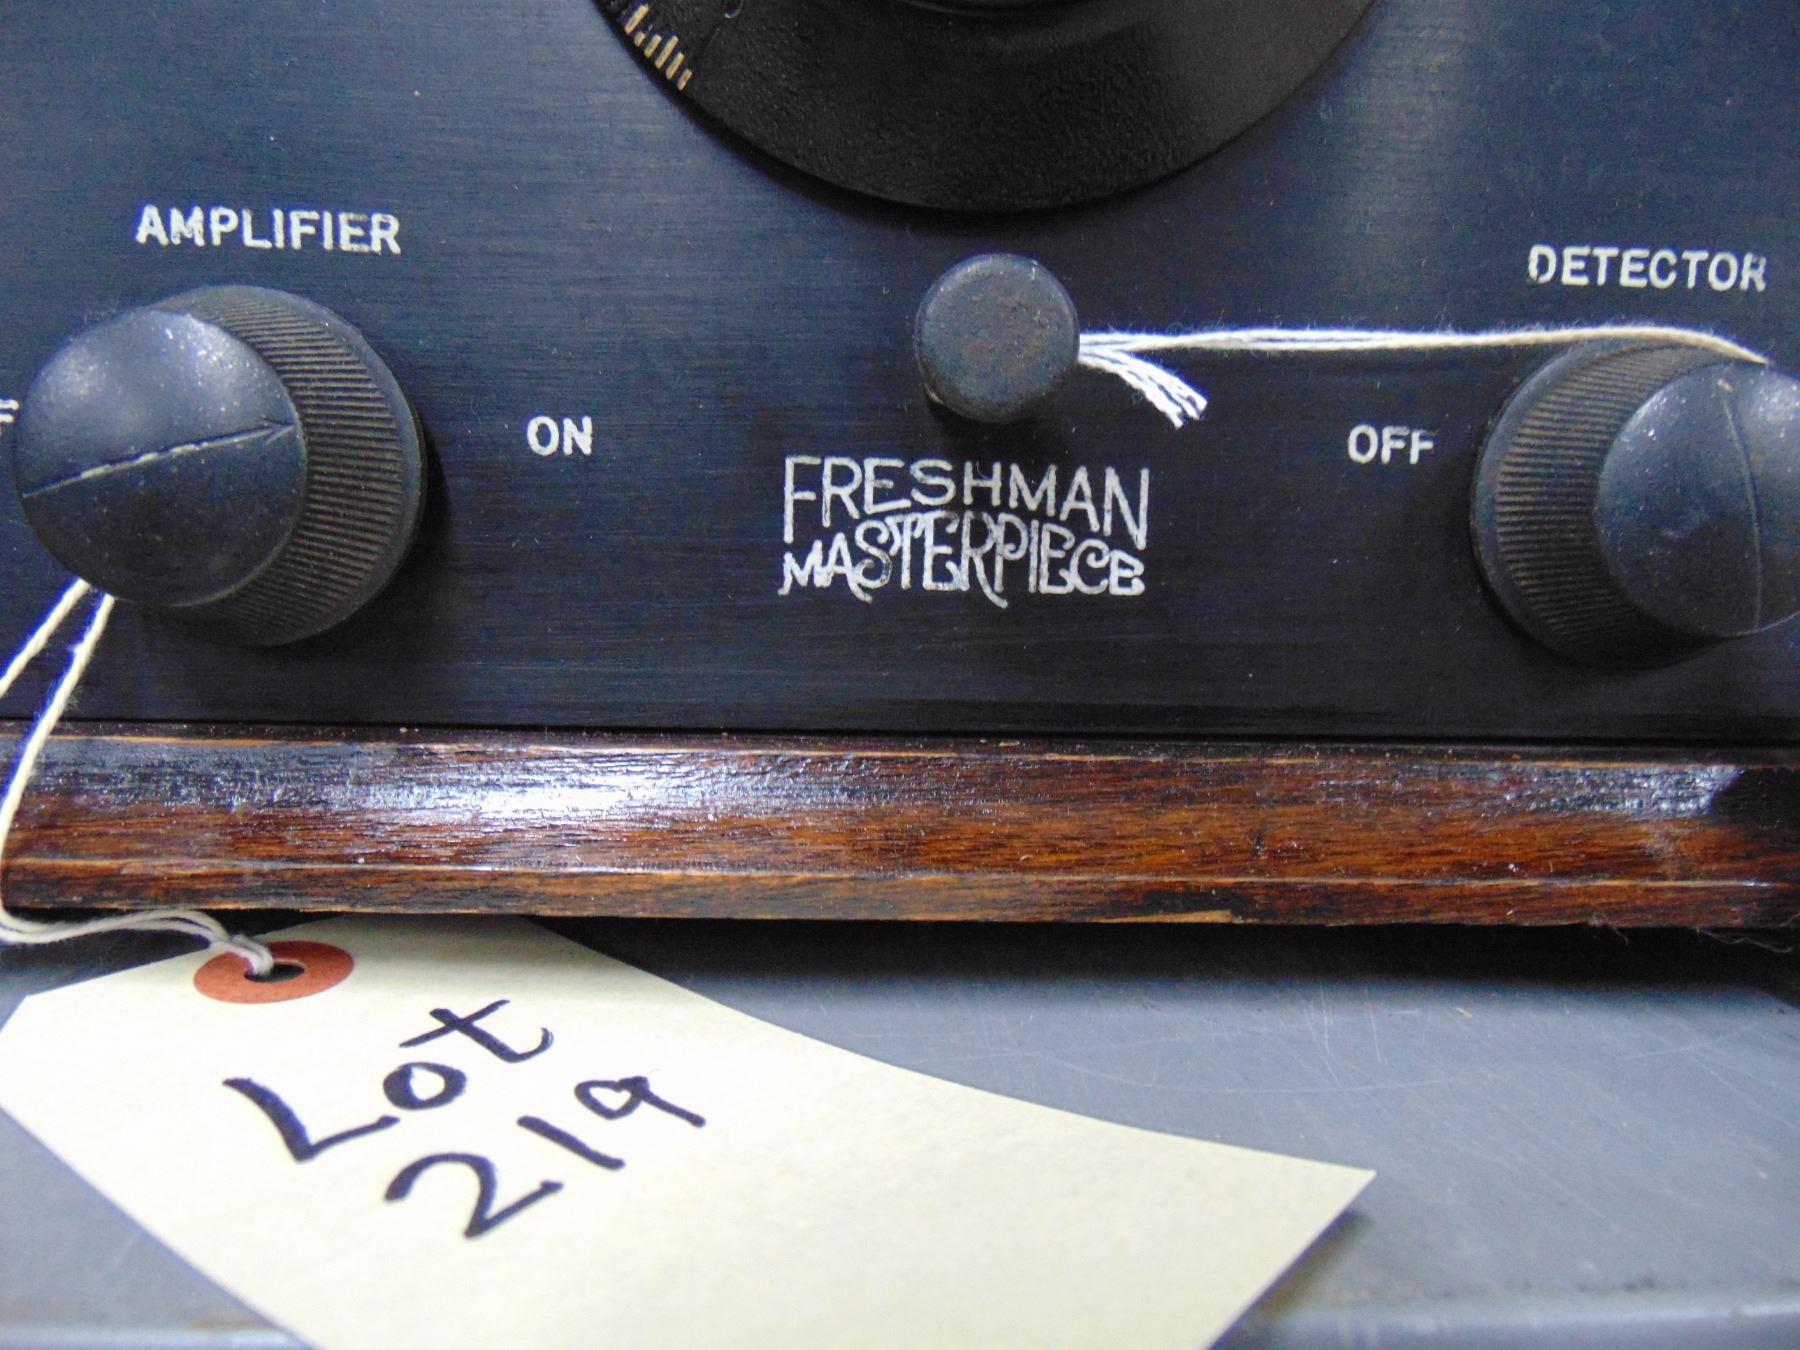 AMPLIFIER
DETECTOR
F
ON
OFF
FRESHMAN
MASTERPIECE
Lot
219